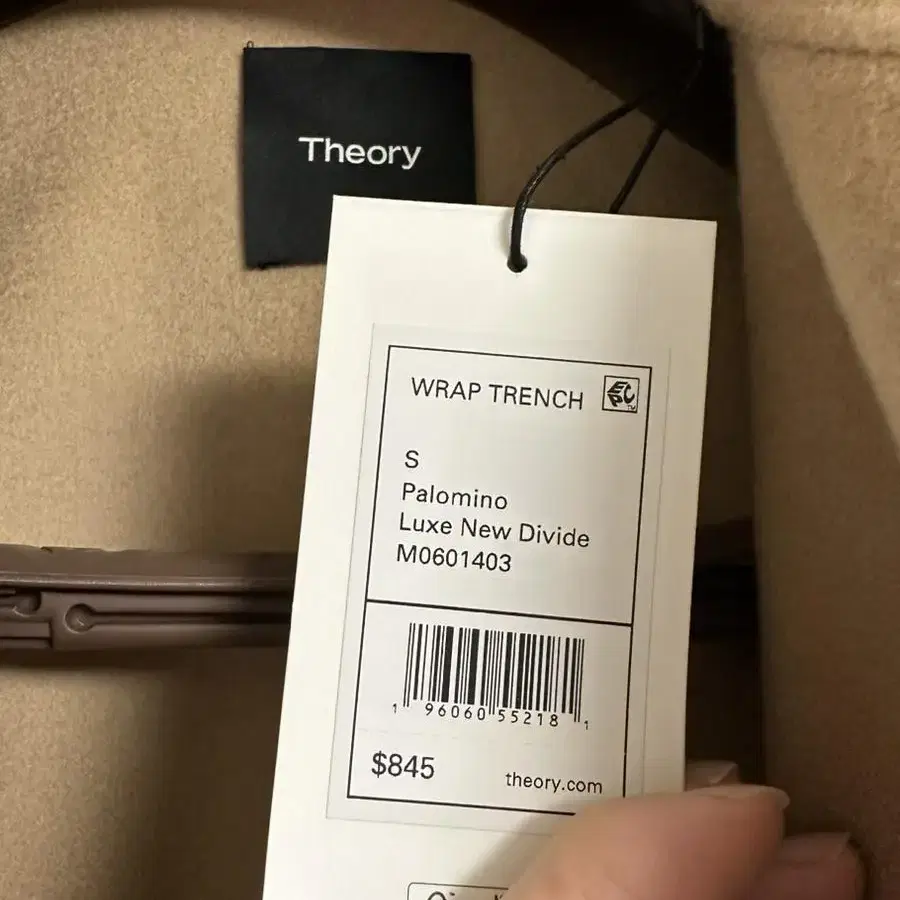 Theory
WRAP TRENCH
S
Palomino
Luxe New Divide
M0601403
1 96060 55218 1
$845
theory.com